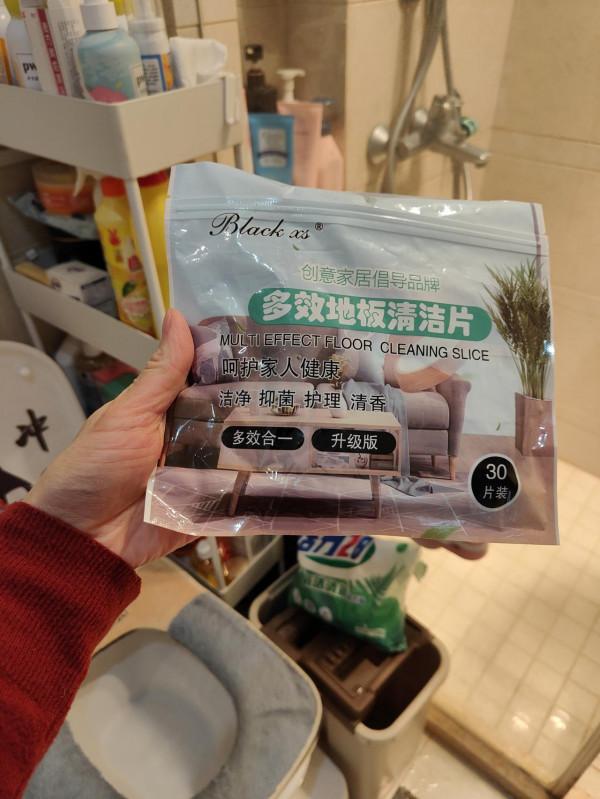 Black xs®
创意家居倡导品牌
多效地板清洁片
MULTI EFFECT FLOOR CLEANING SLICE
呵护家人健康
洁净 抑菌 护理 清香
多效合一 升级版
30
片装
冲